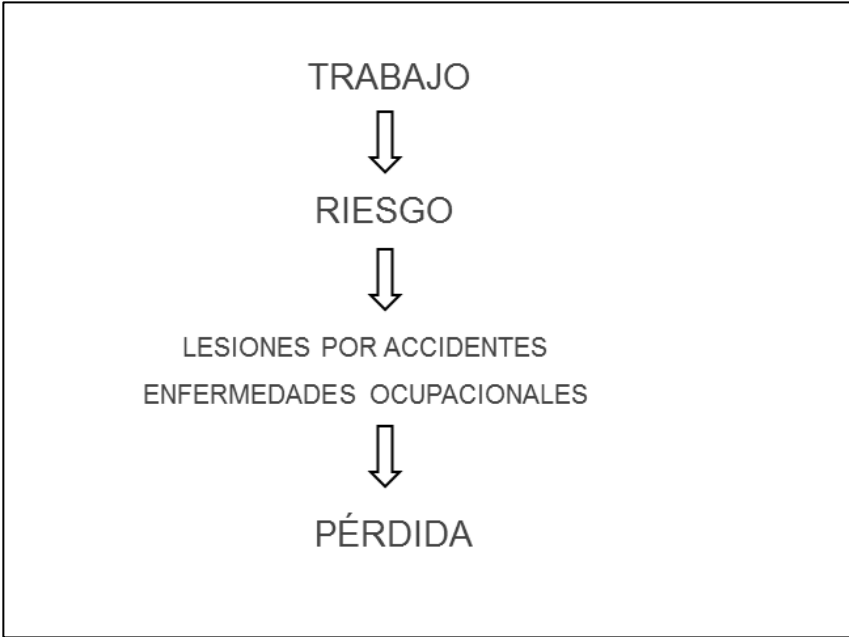 TRABAJO
RIESGO
LESIONES POR ACCIDENTES
ENFERMEDADES OCUPACIONALES
PÉRDIDA